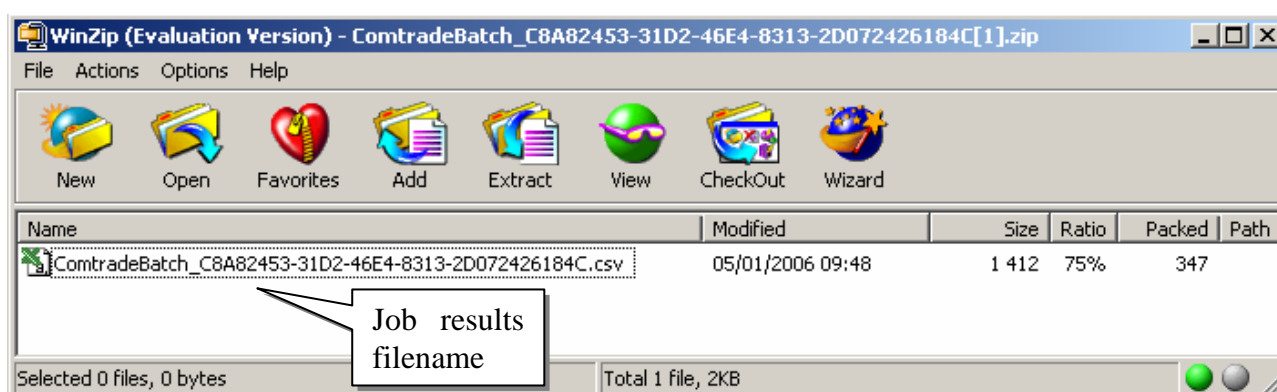 WinZip (Evaluation Version) - ComtradeBatch_C8A82453-31D2-46E4-8313-2D072426184C[1].zip
File Actions Options Help
New Open Favorites Add Extract View CheckOut Wizard
Name Modified Size Ratio Packed Path
ComtradeBatch_C8A82453-31D2-46E4-8313-2D072426184C.csv 05/01/2006 09:48 1 412 75% 347
Job results
filename
Selected 0 files, 0 bytes Total 1 file, 2KB